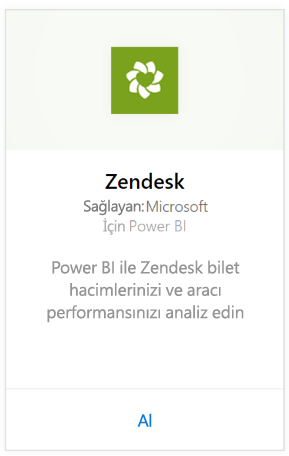 Zendesk
Sağlayan: Microsoft
İçin Power BI
Power BI ile Zendesk bilet
hacimlerinizi ve aracı
performansınızı analiz edin
Al